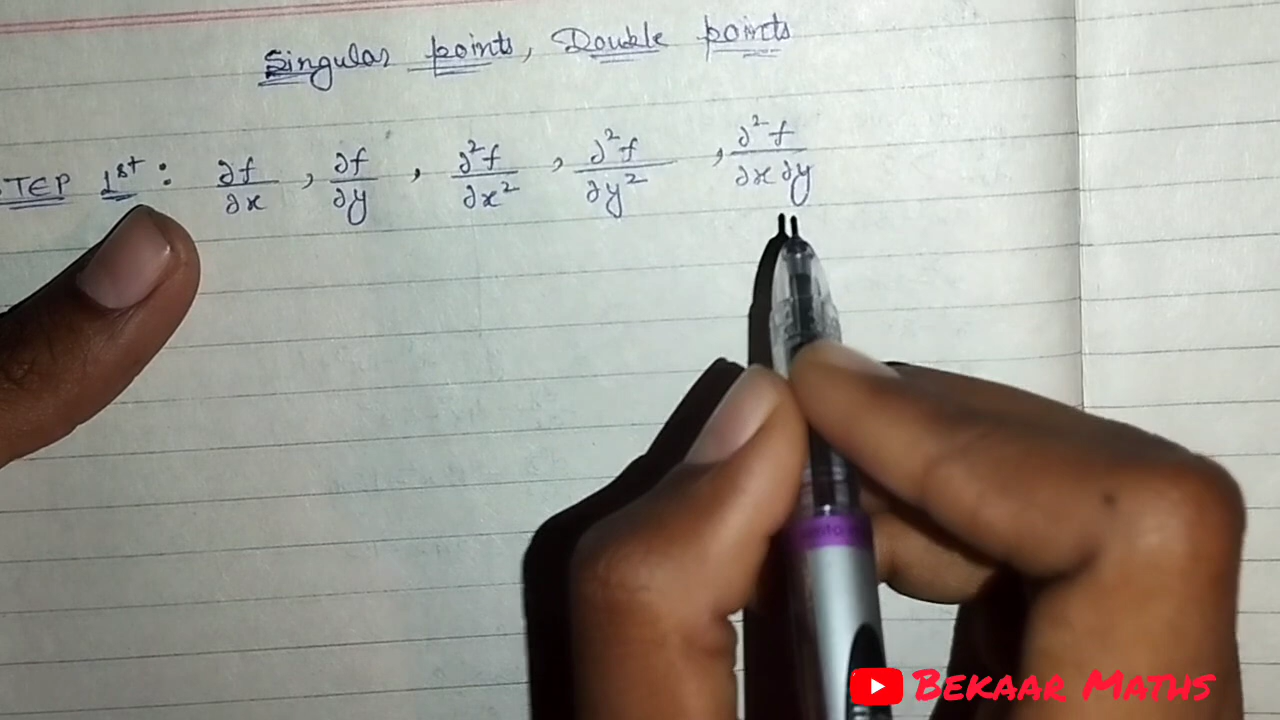 Singular points, Double points
TEP 1st : ∂f/∂x , ∂f/∂y , ∂²f/∂x² , ∂²f/∂y² , ∂²f/∂x∂y
Bekaar Maths